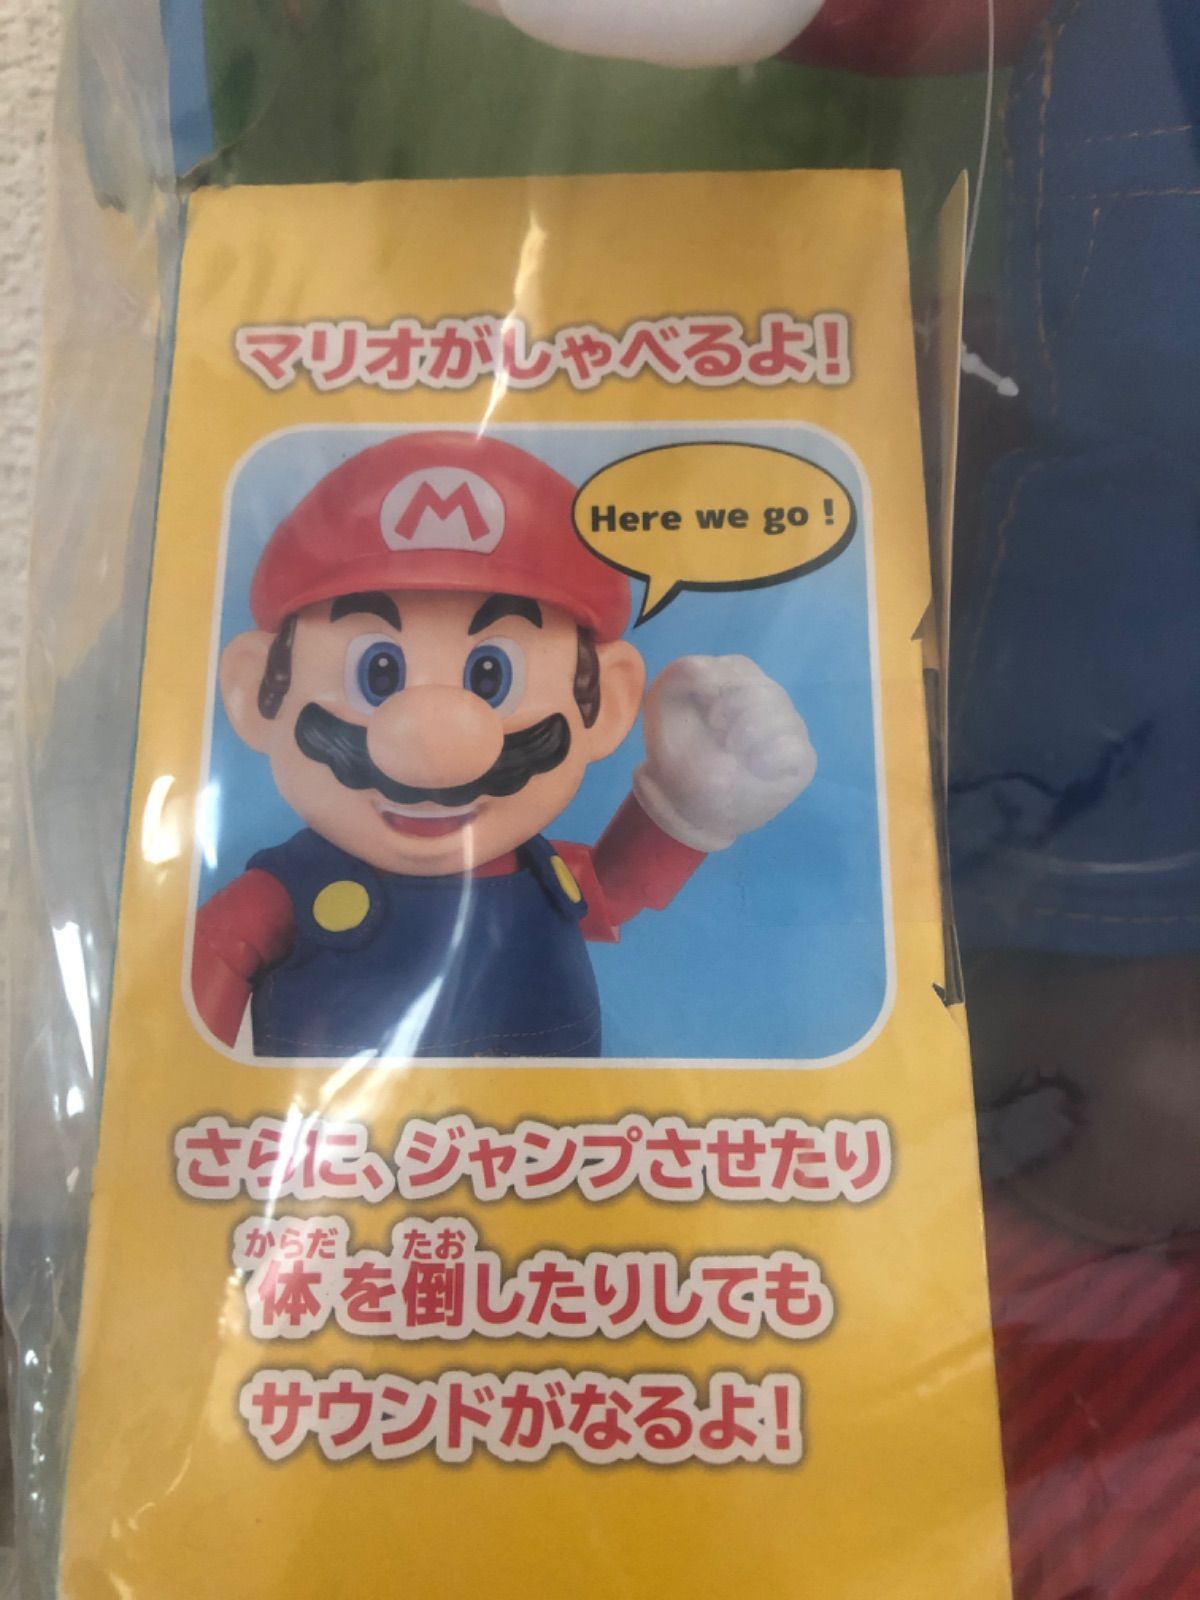 マリオがしゃべるよ!
M
Here we go !
さらに、ジャンプさせたり
からだ たお
体を倒したりしても
サウンドがなるよ!